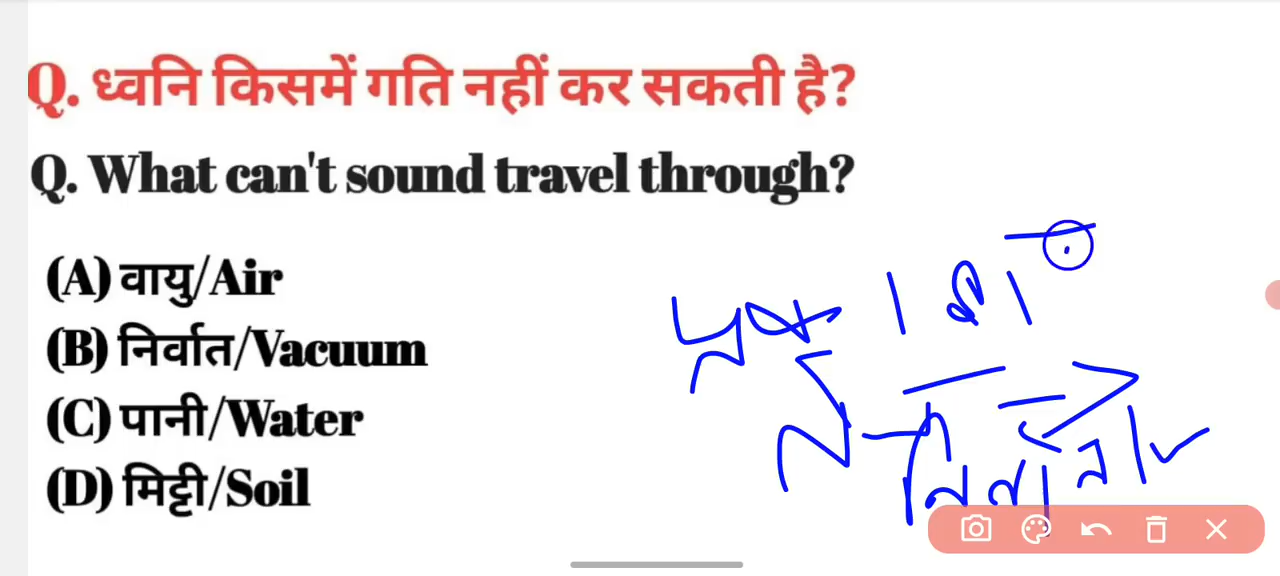 Q. ध्वनि किसमें गति नहीं कर सकती है?
Q. What can't sound travel through?
(A) वायु/Air
(B) निर्वात/Vacuum
(C) पानी/Water
(D) मिट्टी/Soil